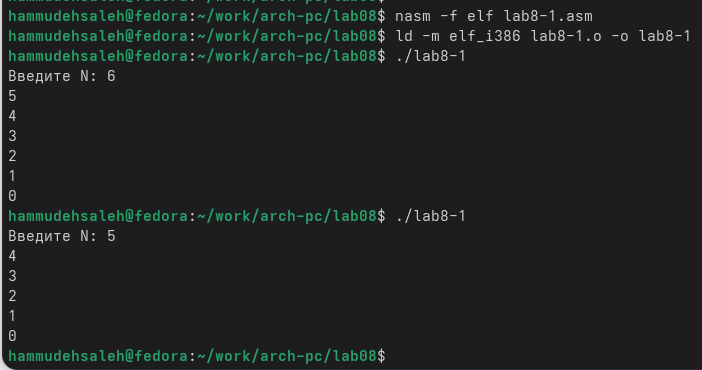 hammudehsaleh@fedora:~/work/arch-pc/lab08$ nasm -f elf lab8-1.asm
hammudehsaleh@fedora:~/work/arch-pc/lab08$ ld -m elf_i386 lab8-1.o -o lab8-1
hammudehsaleh@fedora:~/work/arch-pc/lab08$ ./lab8-1
Введите N: 6
5
4
3
2
1
0
hammudehsaleh@fedora:~/work/arch-pc/lab08$ ./lab8-1
Введите N: 5
4
3
2
1
0
hammudehsaleh@fedora:~/work/arch-pc/lab08$